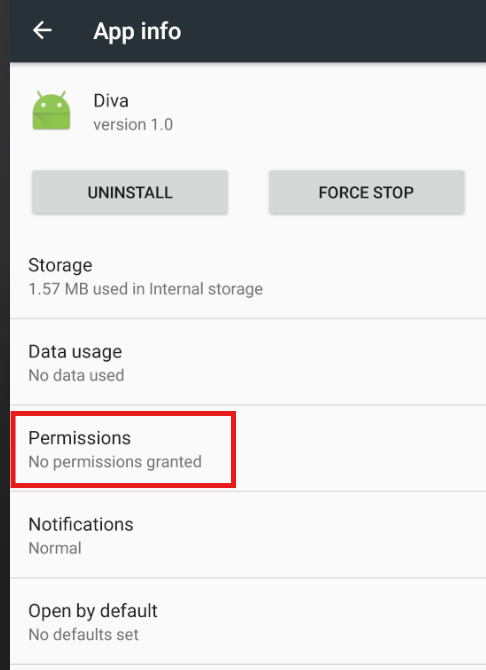 App info
Diva
version 1.0
UNINSTALL
FORCE STOP
Storage
1.57 MB used in Internal storage
Data usage
No data used
Permissions
No permissions granted
Notifications
Normal
Open by default
No defaults set